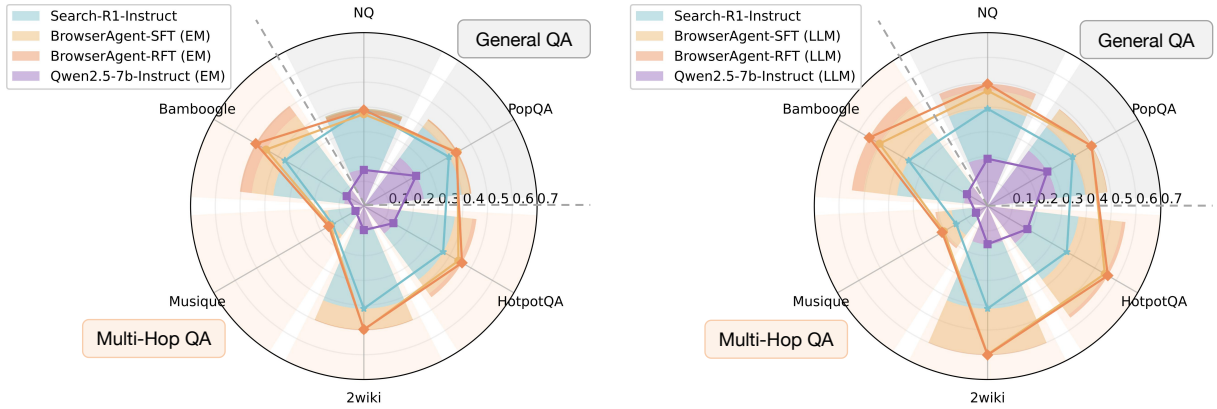 Search-R1-Instruct
BrowserAgent-SFT (EM)
BrowserAgent-RFT (EM)
Qwen2.5-7b-Instruct (EM)
NQ
General QA
Bamboogle
PopQA
0.1 0.2 0.3 0.4 0.5 0.6 0.7
Musique
HotpotQA
Multi-Hop QA
2wiki
Search-R1-Instruct
BrowserAgent-SFT (LLM)
BrowserAgent-RFT (LLM)
Qwen2.5-7b-Instruct (LLM)
NQ
General QA
Bamboogle
PopQA
0.1 0.2 0.3 0.4 0.5 0.6 0.7
Musique
HotpotQA
Multi-Hop QA
2wiki